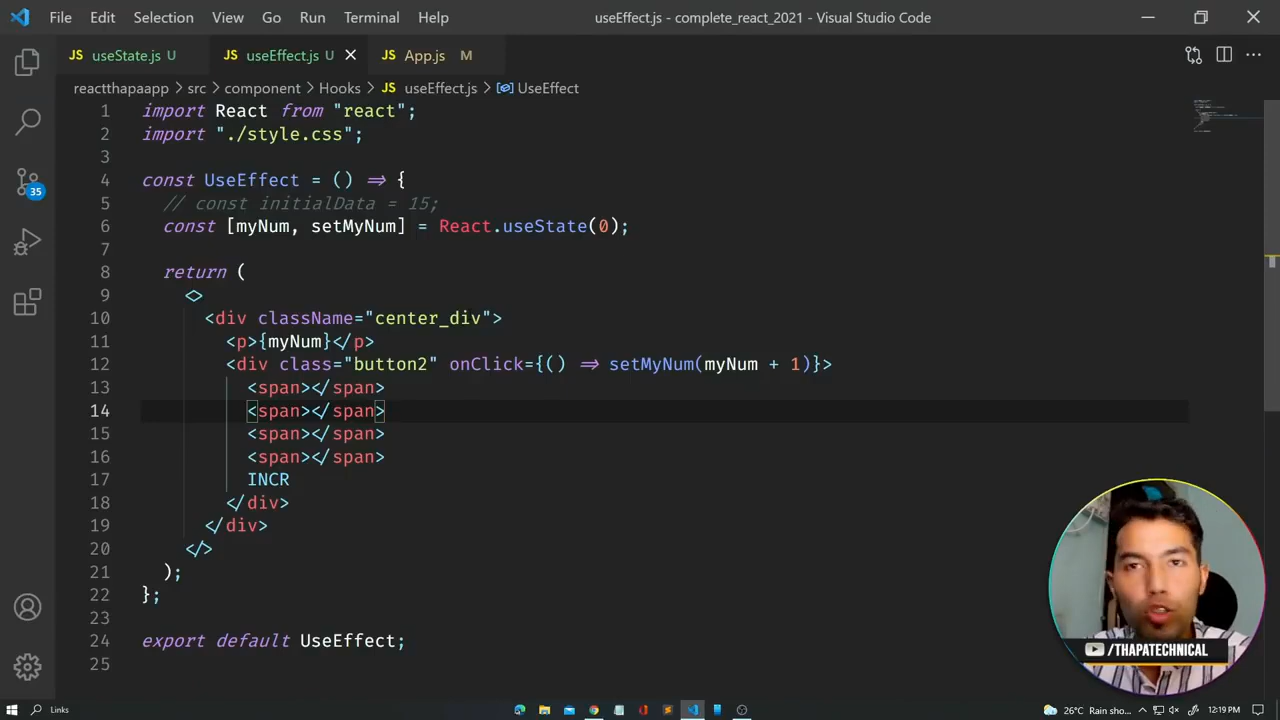 File Edit Selection View Go Run Terminal Help useEffect.js - complete_react_2021 - Visual Studio Code
JS useState.js U JS useEffect.js U JS App.js M
reactthapaapp > src > component > Hooks > JS useEffect.js > UseEffect
1 import React from "react";
2 import "./style.css";
3
4 const UseEffect = () => {
5 // const initialData = 15;
6 const [myNum, setMyNum] = React.useState(0);
7
8 return (
9 <>
10 <div className="center_div">
11 <p>{myNum}</p>
12 <div class="button2" onClick={() => setMyNum(myNum + 1)}>
13 <span></span>
14 <span></span>
15 <span></span>
16 <span></span>
17 INCR
18 </div>
19 </div>
20 </>
21 );
22 };
23
24 export default UseEffect;
25
35
/THAPATECHNICAL
Links 26°C Rain sho... 12:19 PM